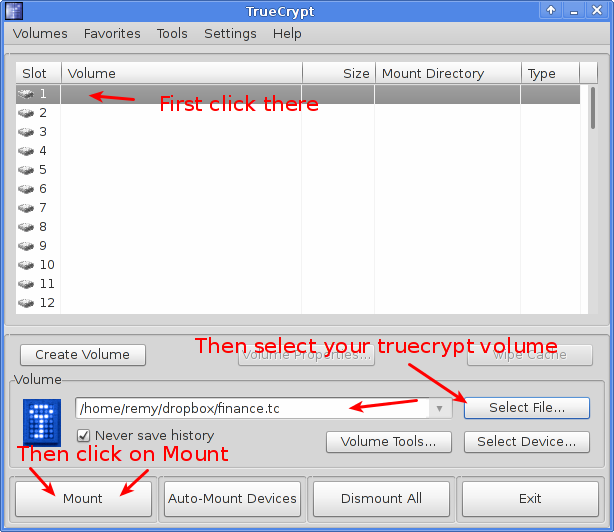 TrueCrypt
Volumes Favorites Tools Settings Help
Slot Volume Size Mount Directory Type
1
First click there
2
3
4
5
6
7
8
9
10
11
12
Then select your truecrypt volume
Create Volume Volume Properties... Wipe Cache
Volume
/home/remy/dropbox/finance.tc Select File...
Never save history Volume Tools... Select Device...
Then click on Mount
Mount Auto-Mount Devices Dismount All Exit